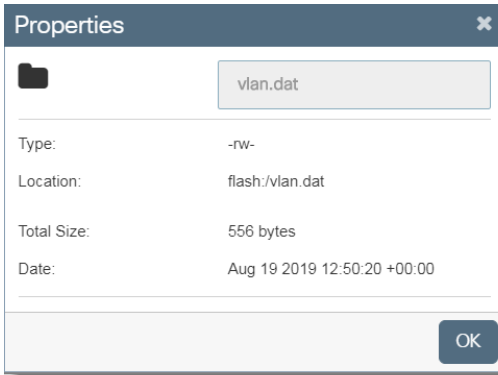 Properties
vlan.dat
Type: -rw-
Location: flash:/vlan.dat
Total Size: 556 bytes
Date: Aug 19 2019 12:50:20 +00:00
OK